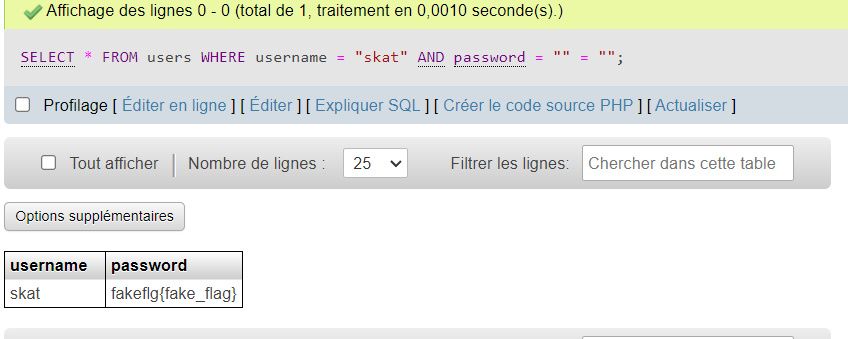 Affichage des lignes 0 - 0 (total de 1, traitement en 0,0010 seconde(s).)
SELECT * FROM users WHERE username = "skat" AND password = "" = "";
Profilage [ Éditer en ligne ] [ Éditer ] [ Expliquer SQL ] [ Créer le code source PHP ] [ Actualiser ]
Tout afficher | Nombre de lignes : 25 Filtrer les lignes: Chercher dans cette table
Options supplémentaires
username password
skat fakeflg{fake_flag}